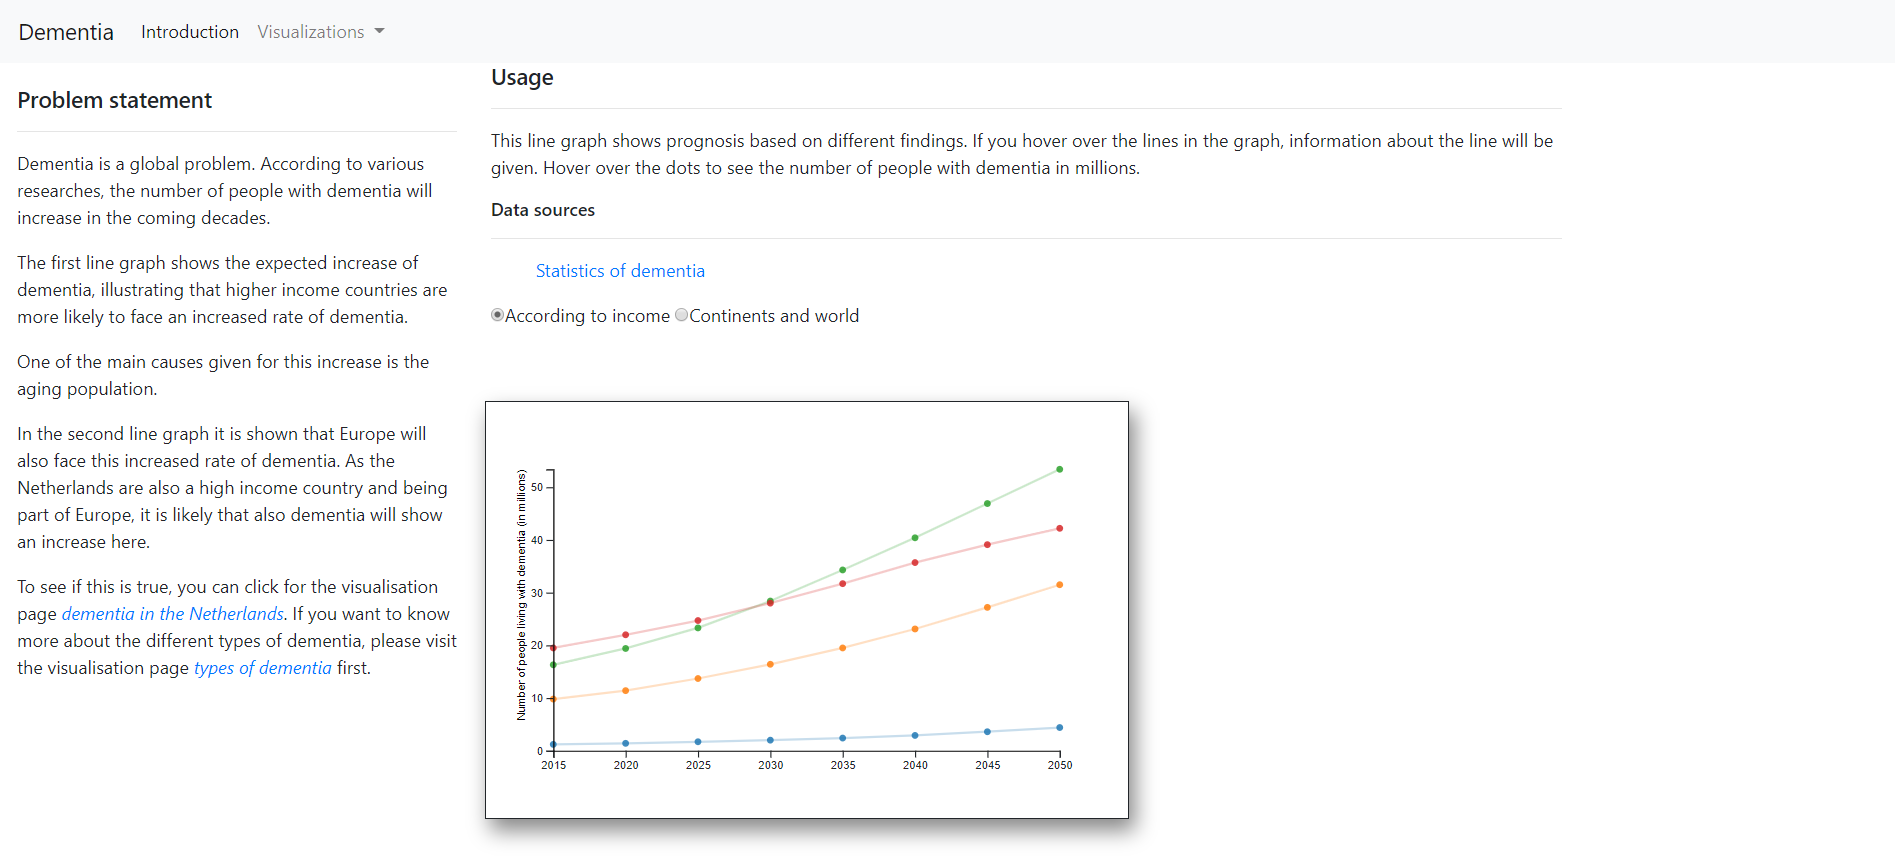 Dementia Introduction Visualizations
Problem statement
Dementia is a global problem. According to various
researches, the number of people with dementia will
increase in the coming decades.
The first line graph shows the expected increase of
dementia, illustrating that higher income countries are
more likely to face an increased rate of dementia.
One of the main causes given for this increase is the
aging population.
In the second line graph it is shown that Europe will
also face this increased rate of dementia. As the
Netherlands are also a high income country and being
part of Europe, it is likely that also dementia will show
an increase here.
To see if this is true, you can click for the visualisation
page dementia in the Netherlands. If you want to know
more about the different types of dementia, please visit
the visualisation page types of dementia first.
Usage
This line graph shows prognosis based on different findings. If you hover over the lines in the graph, information about the line will be
given. Hover over the dots to see the number of people with dementia in millions.
Data sources
Statistics of dementia
According to income Continents and world
Number of people living with dementia (in millions)
50
40
30
20
10
0
2015 2020 2025 2030 2035 2040 2045 2050